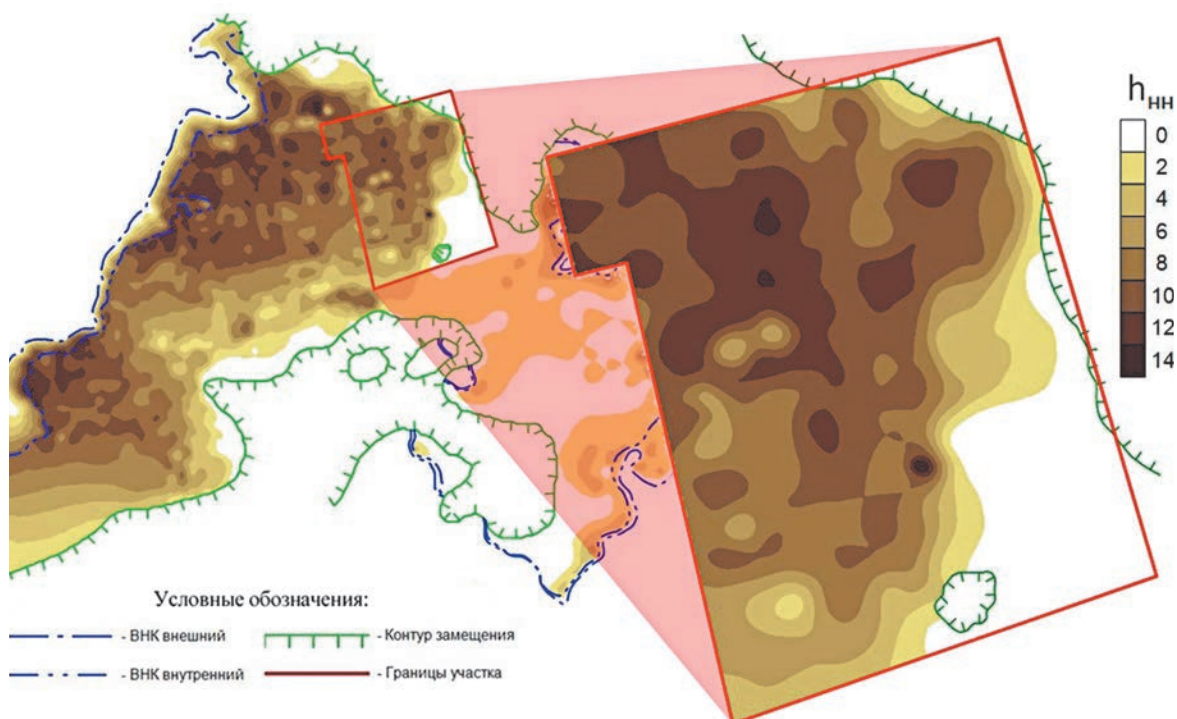 hнн
0
2
4
6
8
10
12
14
Условные обозначения:
- ВНК внешний
- Контур замещения
- ВНК внутренний
- Границы участка